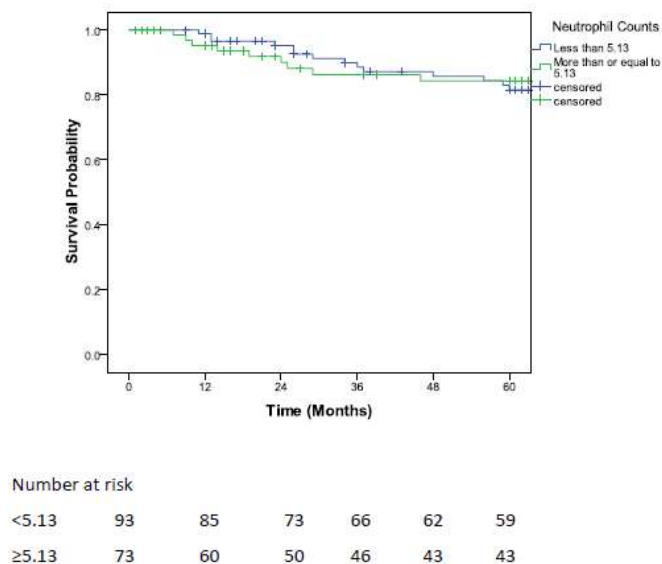 Neutrophil Counts
Less than 5.13
More than or equal to
5.13
censored
censored
1.0
0.8
0.6
0.4
0.2
0.0
Survival Probability
0 12 24 36 48 60
Time (Months)
Number at risk
<5.13 93 85 73 66 62 59
≥5.13 73 60 50 46 43 43